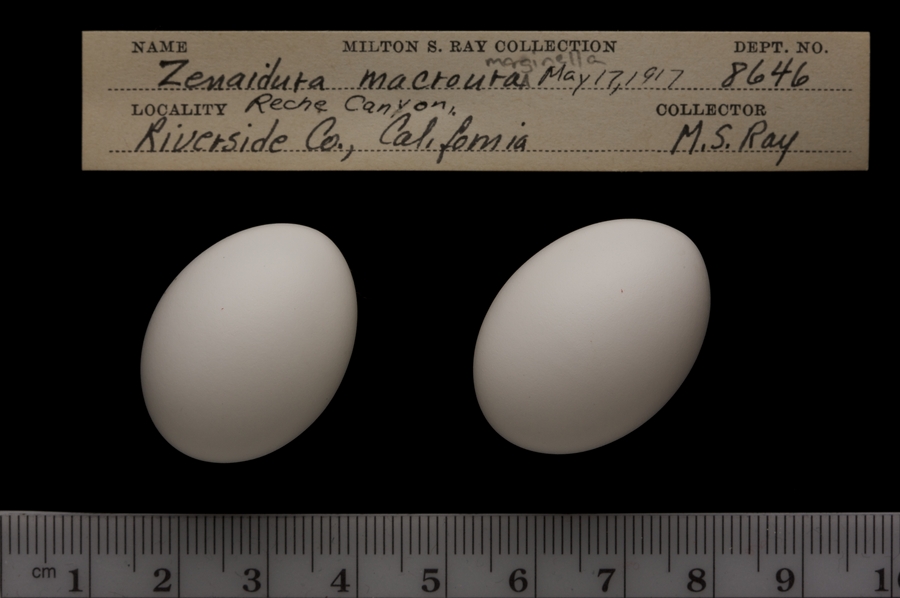 NAME MILTON S. RAY COLLECTION DEPT. NO.
marginella
Zenaidura macroura May 17, 1917 8646
LOCALITY Reche Canyon, COLLECTOR
Riverside Co., California M.S. Ray
cm 1 2 3 4 5 6 7 8 9 1